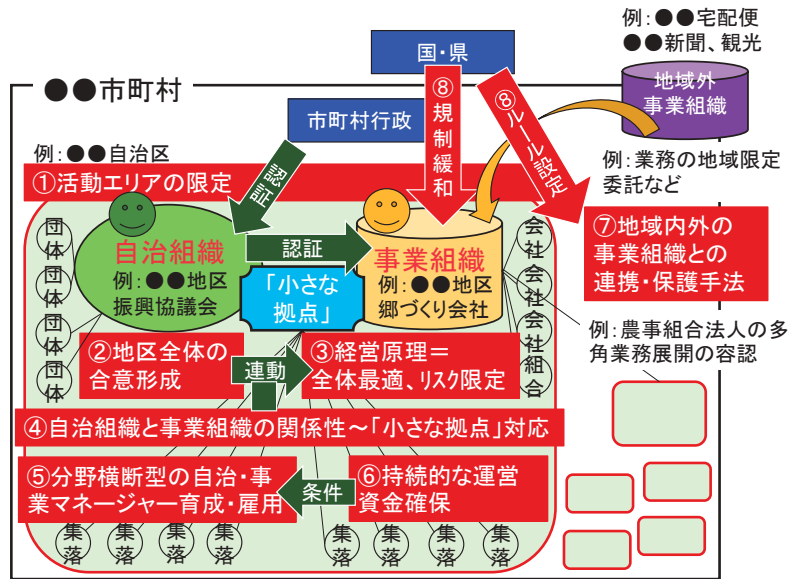 例：●●宅配便
●●新聞、観光
国・県
地域外
事業組織
●●市町村
⑧規制緩和
⑧ルール設定
市町村行政
例：●●自治区
認証
例：業務の地域限定
委託など
①活動エリアの限定
団体
団体
団体
団体
自治組織
例：●●地区
振興協議会
認証
「小さな
拠点」
事業組織
例：●●地区
郷づくり会社
会社
会社
会社
組合
⑦地域内外の
事業組織との
連携・保護手法
例：農事組合法人の多
角業務展開の容認
②地区全体の
合意形成
連動
③経営原理＝
全体最適、リスク限定
④自治組織と事業組織の関係性～「小さな拠点」対応
⑤分野横断型の自治・事
業マネージャー育成・雇用
条件
⑥持続的な運営
資金確保
集落
集落
集落
集落
集落
集落
集落
集落